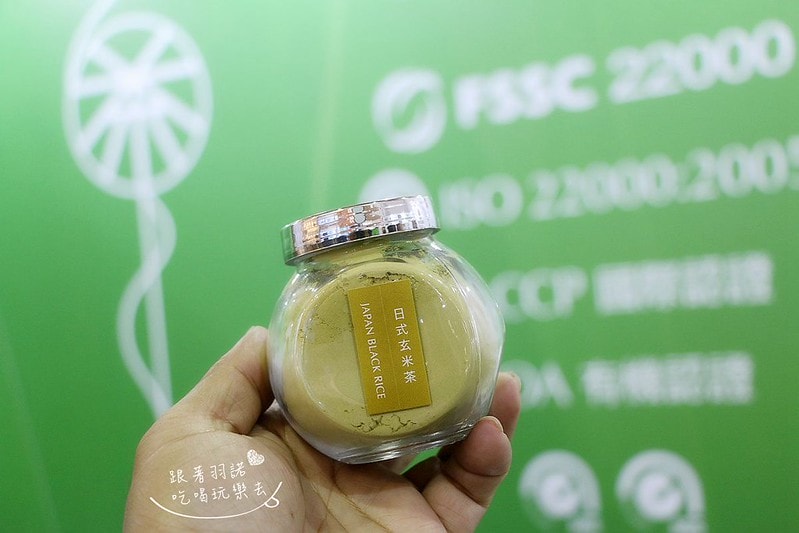 FSSC 22000
ISO 22000:2005
CCP 國際認證
有機認證
日式玄米茶
JAPAN BLACK RICE
跟著羽諾
吃喝玩樂去